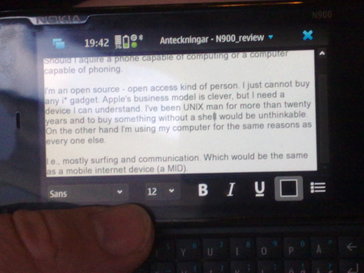 NOKIA
N900
19:42 Anteckningar - N900_review
Should I aquire a phone capable of computing or a computer
capable of phoning.
I'm an open source - open access kind of person. I just cannot buy
any i* gadget. Apple's business model is clever, but I need a
device I can understand. I've been UNIX man for more than twenty
years and to buy something without a shell would be unthinkable.
On the other hand I'm using my computer for the same reasons as
every one else.
I.e., mostly surfing and communication. Which would be the same
as a mobile internet device (a MID).
Sans 12 B I U
Y U I O P Å